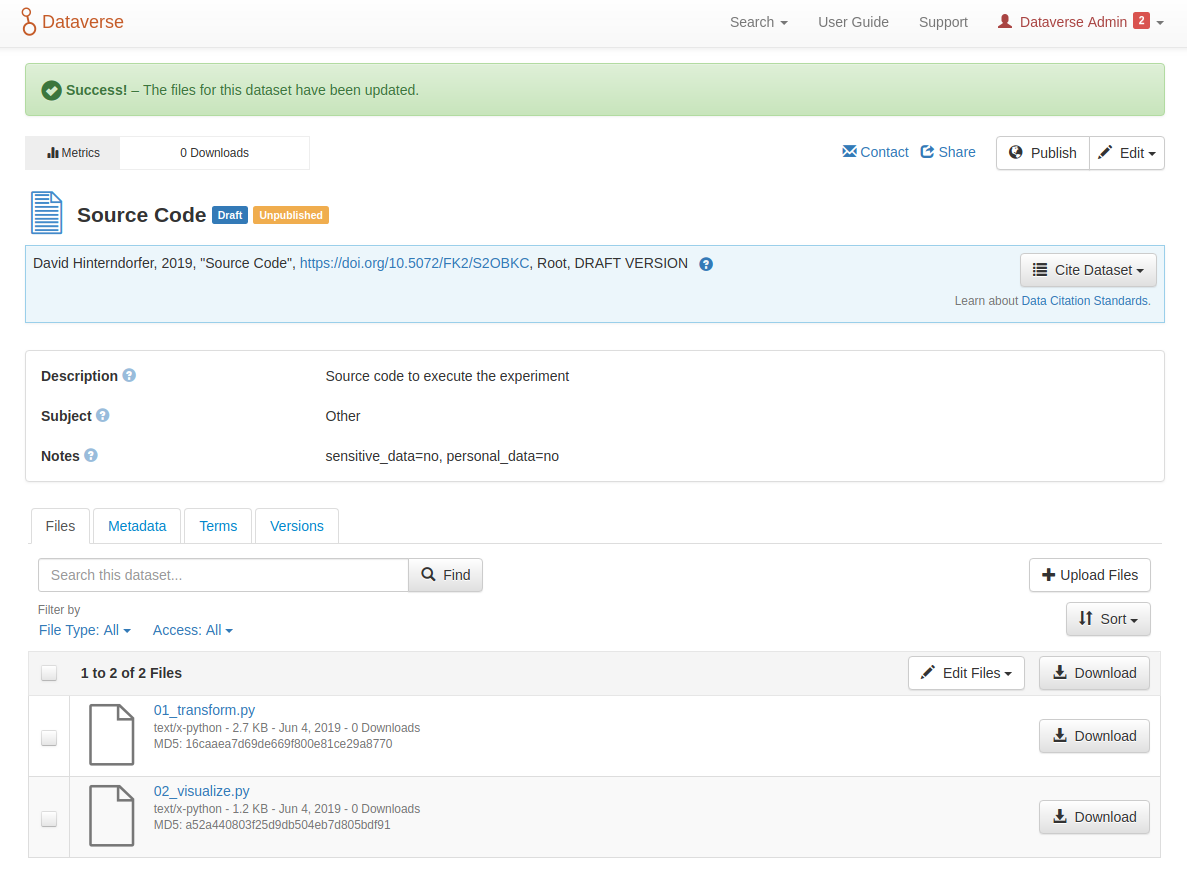 Dataverse
Search User Guide Support Dataverse Admin 2
Success! – The files for this dataset have been updated.
Metrics 0 Downloads Contact Share Publish Edit
Source Code Draft Unpublished
David Hinterndorfer, 2019, "Source Code", https://doi.org/10.5072/FK2/S2OBKC, Root, DRAFT VERSION ?
Cite Dataset
Learn about Data Citation Standards.
Description ? Source code to execute the experiment
Subject ? Other
Notes ? sensitive_data=no, personal_data=no
Files Metadata Terms Versions
Search this dataset... Find Upload Files
Filter by
File Type: All Access: All Sort
1 to 2 of 2 Files Edit Files Download
01_transform.py
text/x-python - 2.7 KB - Jun 4, 2019 - 0 Downloads
MD5: 16caaea7d69de669f800e81ce29a8770
Download
02_visualize.py
text/x-python - 1.2 KB - Jun 4, 2019 - 0 Downloads
MD5: a52a440803f25d9db504eb7d805bdf91
Download